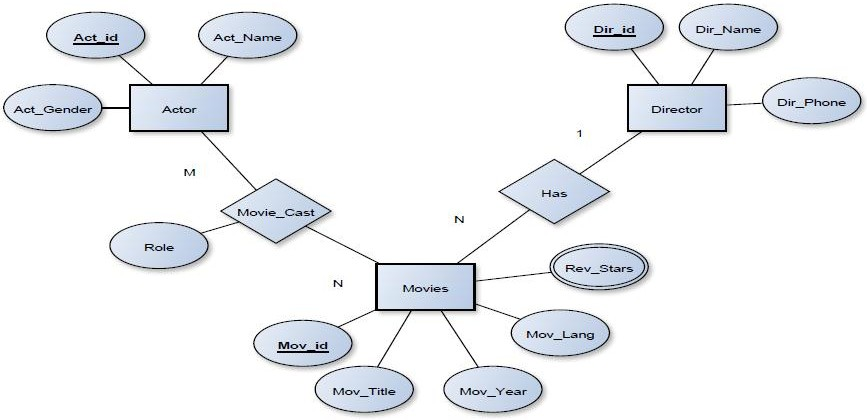 Act_id
Act_Name
Dir_id
Dir_Name
Act_Gender
Actor
Director
Dir_Phone
1
M
Has
Movie_Cast
N
Role
Rev_Stars
N
Movies
Mov_Lang
Mov_id
Mov_Title
Mov_Year